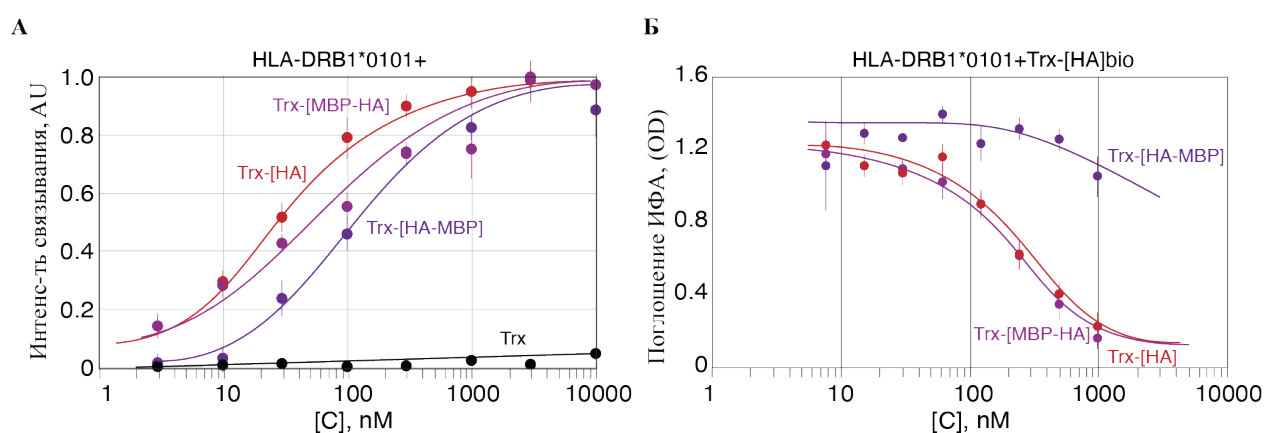 А
HLA-DRB1*0101+
Интенс-ть связывания, AU
1.0
0.8
0.6
0.4
0.2
0
Trx-[MBP-HA]
Trx-[HA]
Trx-[HA-MBP]
Trx
1 10 100 1000 10000
[C], nM
Б
HLA-DRB1*0101+Trx-[HA]bio
Поглощение ИФА, (OD)
1.6
1.2
0.8
0.4
0
Trx-[HA-MBP]
Trx-[MBP-HA]
Trx-[HA]
1 10 100 1000 10000
[C], nM